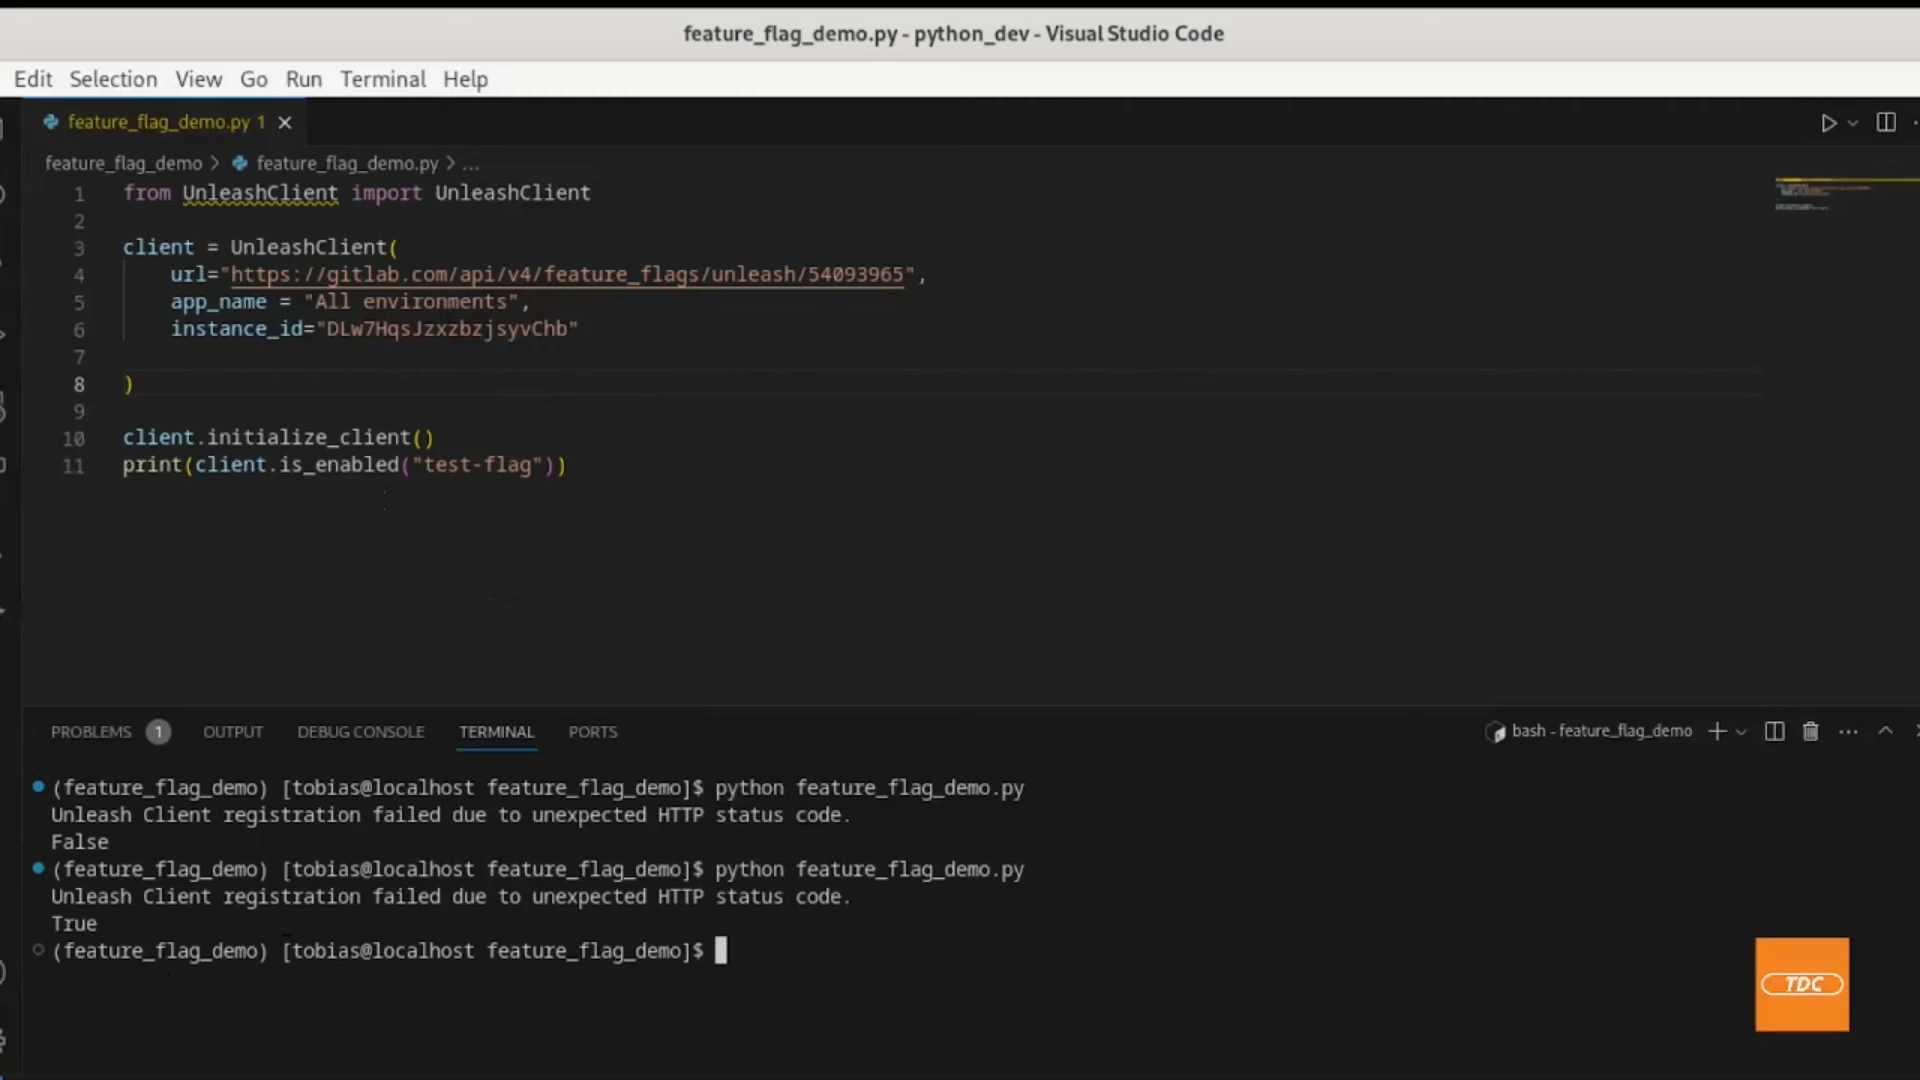 feature_flag_demo.py - python_dev - Visual Studio Code
Edit Selection View Go Run Terminal Help
feature_flag_demo.py 1
feature_flag_demo > feature_flag_demo.py > ...
1 from UnleashClient import UnleashClient
2
3 client = UnleashClient(
4 url="https://gitlab.com/api/v4/feature_flags/unleash/54093965",
5 app_name = "All environments",
6 instance_id="DLw7HqsJzxzbzjsyvChb"
7
8 )
9
10 client.initialize_client()
11 print(client.is_enabled("test-flag"))
PROBLEMS 1 OUTPUT DEBUG CONSOLE TERMINAL PORTS bash - feature_flag_demo
(feature_flag_demo) [tobias@localhost feature_flag_demo]$ python feature_flag_demo.py
Unleash Client registration failed due to unexpected HTTP status code.
False
(feature_flag_demo) [tobias@localhost feature_flag_demo]$ python feature_flag_demo.py
Unleash Client registration failed due to unexpected HTTP status code.
True
(feature_flag_demo) [tobias@localhost feature_flag_demo]$
TDC